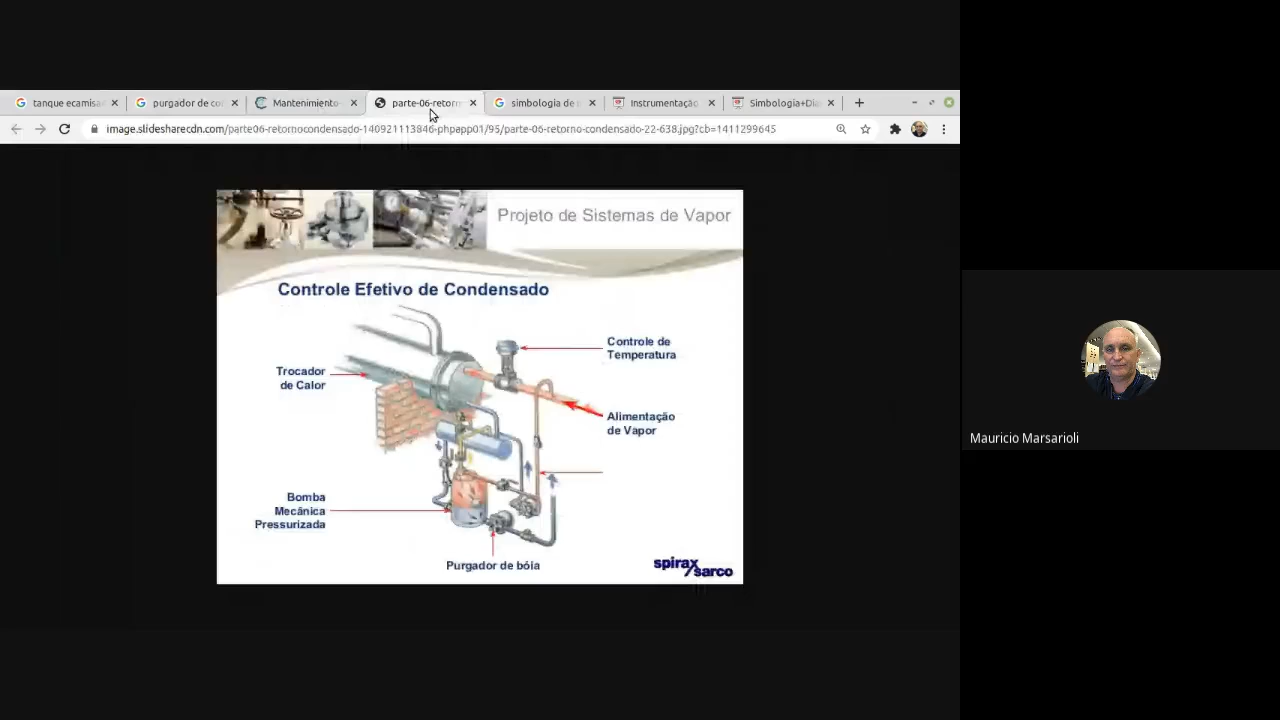 tanque ecamisa
purgador de co
Mantenimiento
parte-06-retorn
simbologia de
Instrumentação
Simbologia+Dia
image.slidesharecdn.com/parte06-retornocondensado-140921113846-phpapp01/95/parte-06-retorno-condensado-22-638.jpg?cb=1411299645
Projeto de Sistemas de Vapor
Controle Efetivo de Condensado
Controle de
Temperatura
Trocador
de Calor
Alimentação
de Vapor
Bomba
Mecânica
Pressurizada
Purgador de bóia
spirax
sarco
Mauricio Marsarioli